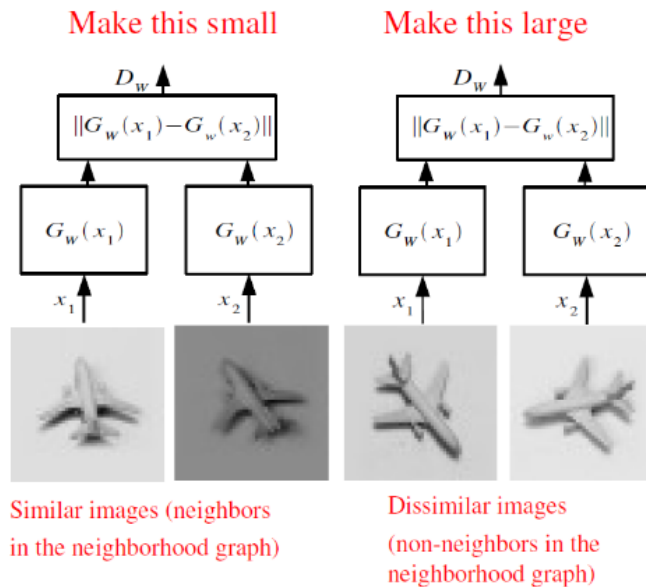 Make this small
D_W
||G_W(x_1)-G_w(x_2)||
G_W(x_1)
G_W(x_2)
x_1
x_2
Similar images (neighbors
in the neighborhood graph)
Make this large
D_W
||G_W(x_1)-G_w(x_2)||
G_W(x_1)
G_W(x_2)
x_1
x_2
Dissimilar images
(non-neighbors in the
neighborhood graph)